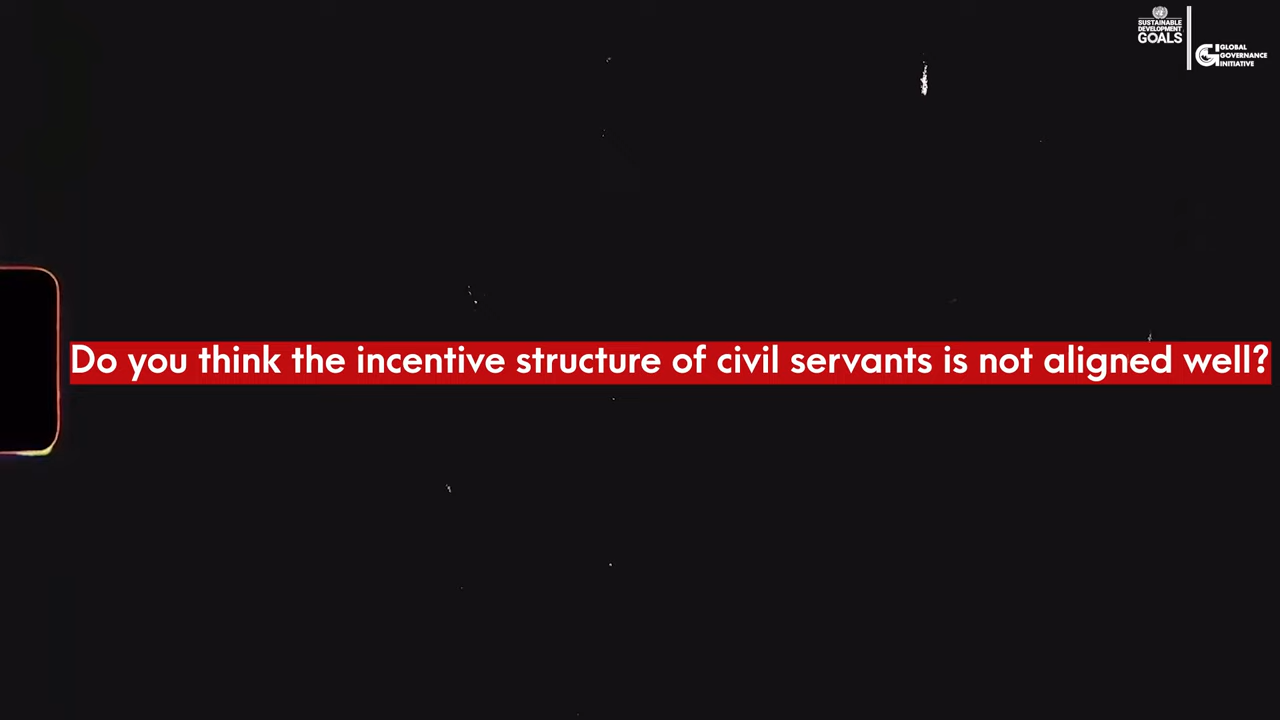 SUSTAINABLE
DEVELOPMENT
GOALS
GLOBAL
GOVERNANCE
INITIATIVE
Do you think the incentive structure of civil servants is not aligned well?